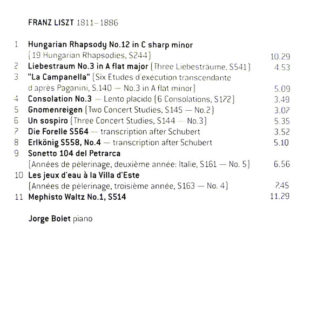 FRANZ LISZT 1811–1886
1 Hungarian Rhapsody No.12 in C sharp minor
(19 Hungarian Rhapsodies, S244) 10.29
2 Liebestraum No.3 in A flat major (Three Liebesträume, S541) 4.53
3 "La Campanella" (Six Études d'exécution transcendante
d'après Paganini, S.140 — No.3 in A flat minor) 5.09
4 Consolation No.3 — Lento placido (6 Consolations, S172) 3.49
5 Gnomenreigen (Two Concert Studies, S145 — No.2) 3.07
6 Un sospiro (Three Concert Studies, S144 — No.3) 5.35
7 Die Forelle S564 — transcription after Schubert 3.52
8 Erlkönig S558, No.4 — transcription after Schubert 5.10
9 Sonetto 104 del Petrarca
(Années de pèlerinage, deuxième année: Italie, S161 — No. 5) 6.56
10 Les jeux d'eau à la Villa d'Este
(Années de pèlerinage, troisième année, S163 — No. 4) 7.45
11 Mephisto Waltz No.1, S514 11.29
Jorge Bolet piano